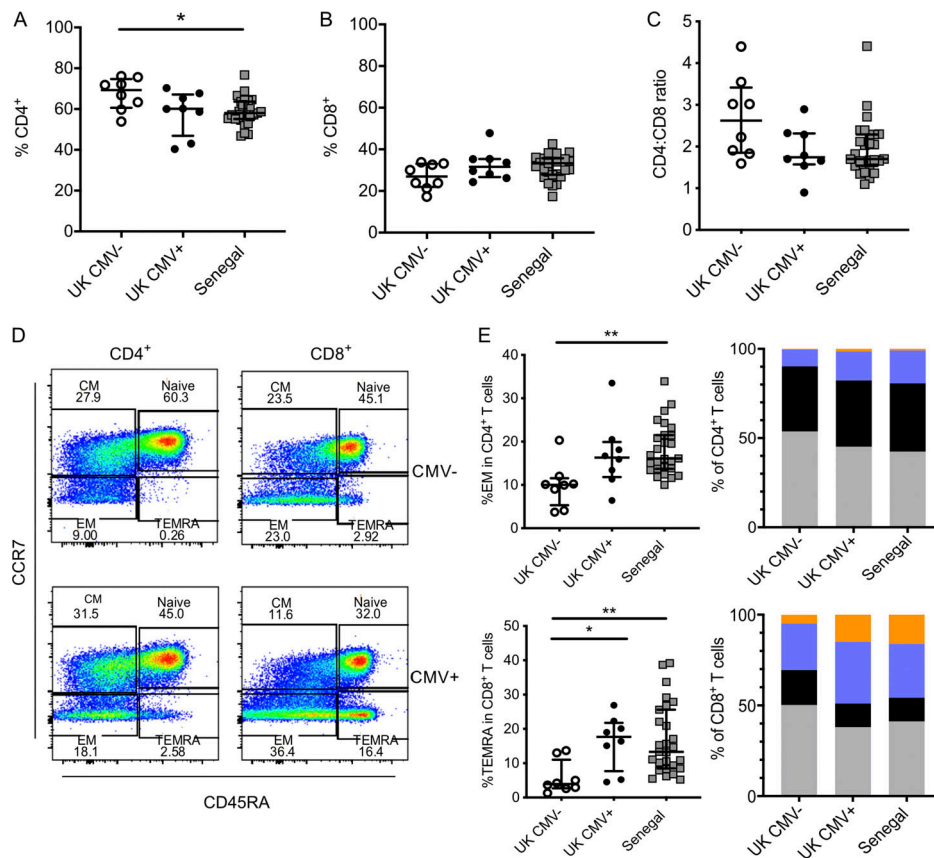 A
*
100
80
60
40
20
0
% CD4+
UK CMV-
UK CMV+
Senegal
B
100
80
60
40
20
0
% CD8+
UK CMV-
UK CMV+
Senegal
C
5
4
3
2
1
0
CD4:CD8 ratio
UK CMV-
UK CMV+
Senegal
D
CD4+
CD8+
CM
27.9
Naive
60.3
EM
9.00
TEMRA
0.26
CM
23.5
Naive
45.1
EM
23.0
TEMRA
2.92
CMV-
CCR7
CM
31.5
Naive
45.0
EM
18.1
TEMRA
2.58
CM
11.6
Naive
32.0
EM
36.4
TEMRA
16.4
CMV+
CD45RA
E
**
40
30
20
10
0
%EM in CD4+ T cells
UK CMV-
UK CMV+
Senegal
100
50
0
% of CD4+ T cells
UK CMV-
UK CMV+
Senegal
**
*
50
40
30
20
10
0
%TEMRA in CD8+ T cells
UK CMV-
UK CMV+
Senegal
100
50
0
% of CD8+ T cells
UK CMV-
UK CMV+
Senegal